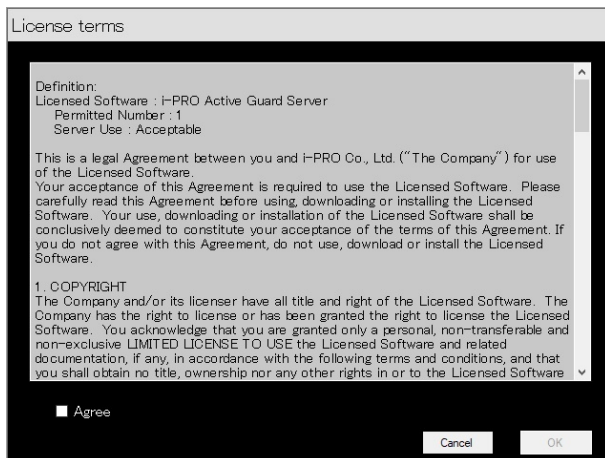 License terms
Definition:
Licensed Software : i-PRO Active Guard Server
Permitted Number : 1
Server Use : Acceptable
This is a legal Agreement between you and i-PRO Co., Ltd. ("The Company") for use
of the Licensed Software.
Your acceptance of this Agreement is required to use the Licensed Software. Please
carefully read this Agreement before using, downloading or installing the Licensed
Software. Your use, downloading or installation of the Licensed Software shall be
conclusively deemed to constitute your acceptance of the terms of this Agreement. If
you do not agree with this Agreement, do not use, download or install the Licensed
Software.
1. COPYRIGHT
The Company and/or its licenser have all title and right of the Licensed Software. The
Company has the right to license or has been granted the right to license the Licensed
Software. You acknowledge that you are granted only a personal, non-transferable and
non-exclusive LIMITED LICENSE TO USE the Licensed Software and related
documentation, if any, in accordance with the following terms and conditions, and that
you shall obtain no title, ownership nor any other rights in or to the Licensed Software
Agree
Cancel
OK